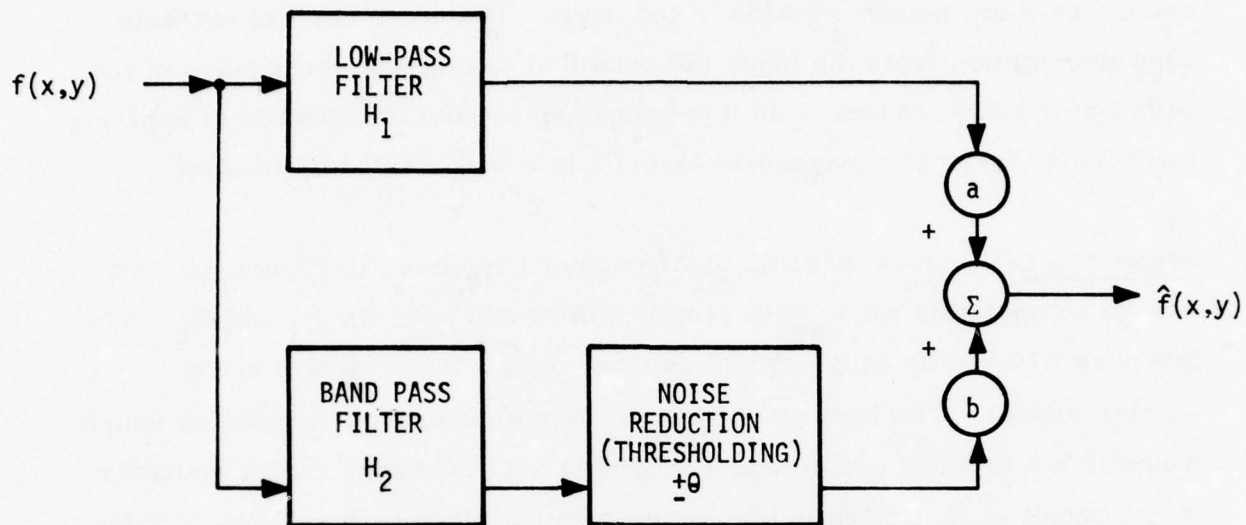 LOW-PASS
FILTER
H₁
f(x,y)
a
+
Σ
f̂(x,y)
+
b
BAND PASS
FILTER
H₂
NOISE
REDUCTION
(THRESHOLDING)
±θ